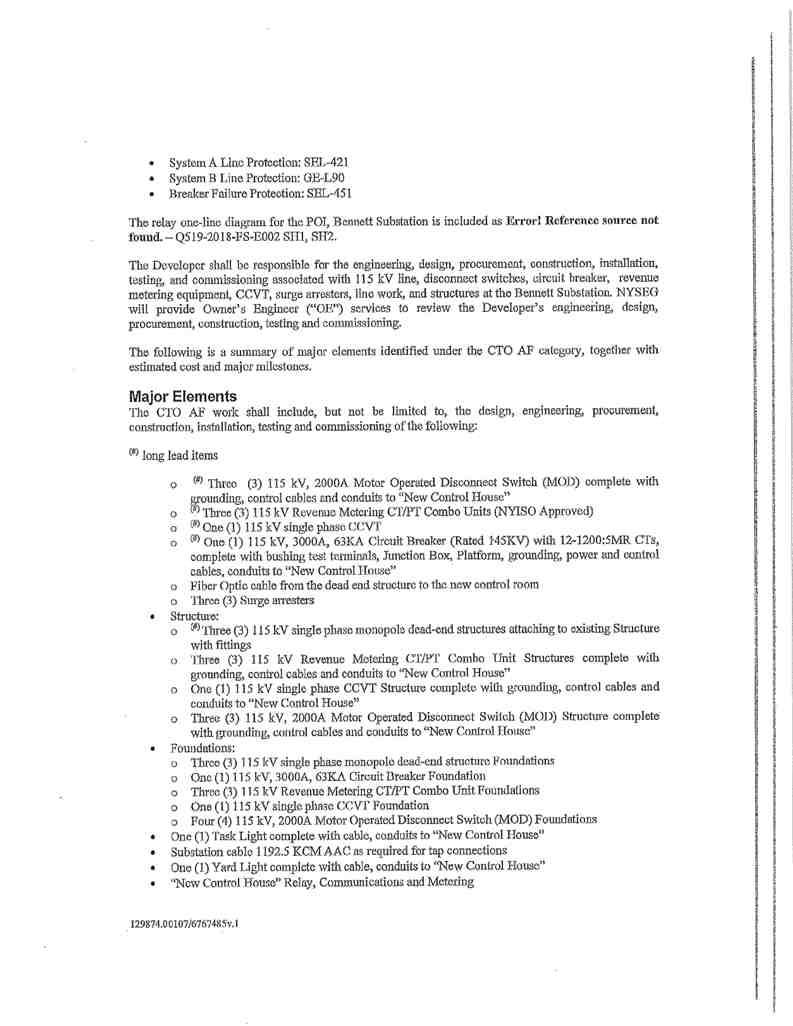 • System A Line Protection: SEL-421
• System B Line Protection: GE-L90
• Breaker Failure Protection: SEL-451
The relay one-line diagram for the POI, Bennett Substation is included as Error! Reference source not
found. – Q519-2018-FS-E002 SH1, SH2.
The Developer shall be responsible for the engineering, design, procurement, construction, installation,
testing, and commissioning associated with 115 kV line, disconnect switches, circuit breaker, revenue
metering equipment, CCVT, surge arresters, line work, and structures at the Bennett Substation. NYSEG
will provide Owner's Engineer ("OE") services to review the Developer's engineering, design,
procurement, construction, testing and commissioning.
The following is a summary of major elements identified under the CTO AF category, together with
estimated cost and major milestones.
Major Elements
The CTO AF work shall include, but not be limited to, the design, engineering, procurement,
construction, installation, testing and commissioning of the following:
(#) long lead items
o (#) Three (3) 115 kV, 2000A Motor Operated Disconnect Switch (MOD) complete with
grounding, control cables and conduits to "New Control House"
o (#) Three (3) 115 kV Revenue Metering CT/PT Combo Units (NYISO Approved)
o (#) One (1) 115 kV single phase CCVT
o (#) One (1) 115 kV, 3000A, 63KA Circuit Breaker (Rated 145KV) with 12-1200:5MR CTs,
complete with bushing test terminals, Junction Box, Platform, grounding, power and control
cables, conduits to "New Control House"
o Fiber Optic cable from the dead end structure to the new control room
o Three (3) Surge arresters
• Structure:
o (#) Three (3) 115 kV single phase monopole dead-end structures attaching to existing Structure
with fittings
o Three (3) 115 kV Revenue Metering CT/PT Combo Unit Structures complete with
grounding, control cables and conduits to "New Control House"
o One (1) 115 kV single phase CCVT Structure complete with grounding, control cables and
conduits to "New Control House"
o Three (3) 115 kV, 2000A Motor Operated Disconnect Switch (MOD) Structure complete
with grounding, control cables and conduits to "New Control House"
• Foundations:
o Three (3) 115 kV single phase monopole dead-end structure Foundations
o One (1) 115 kV, 3000A, 63KA Circuit Breaker Foundation
o Three (3) 115 kV Revenue Metering CT/PT Combo Unit Foundations
o One (1) 115 kV single phase CCVT Foundation
o Four (4) 115 kV, 2000A Motor Operated Disconnect Switch (MOD) Foundations
• One (1) Task Light complete with cable, conduits to "New Control House"
• Substation cable 1192.5 KCM AAC as required for tap connections
• One (1) Yard Light complete with cable, conduits to "New Control House"
• "New Control House" Relay, Communications and Metering
129874.00107/6767485v.1